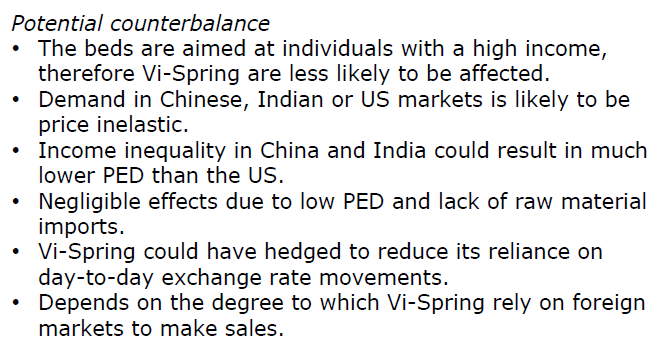 Potential counterbalance
• The beds are aimed at individuals with a high income,
therefore Vi-Spring are less likely to be affected.
• Demand in Chinese, Indian or US markets is likely to be
price inelastic.
• Income inequality in China and India could result in much
lower PED than the US.
• Negligible effects due to low PED and lack of raw material
imports.
• Vi-Spring could have hedged to reduce its reliance on
day-to-day exchange rate movements.
• Depends on the degree to which Vi-Spring rely on foreign
markets to make sales.